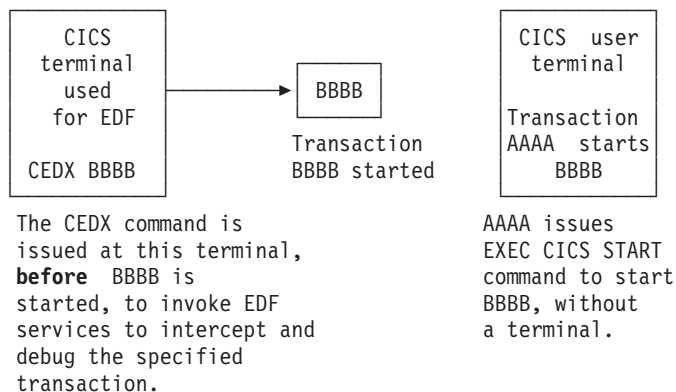 CICS
terminal
used
for EDF
CEDX BBBB
BBBB
Transaction
BBBB started
CICS user
terminal
Transaction
AAAA starts
BBBB
The CEDX command is
issued at this terminal,
before BBBB is
started, to invoke EDF
services to intercept and
debug the specified
transaction.
AAAA issues
EXEC CICS START
command to start
BBBB, without
a terminal.